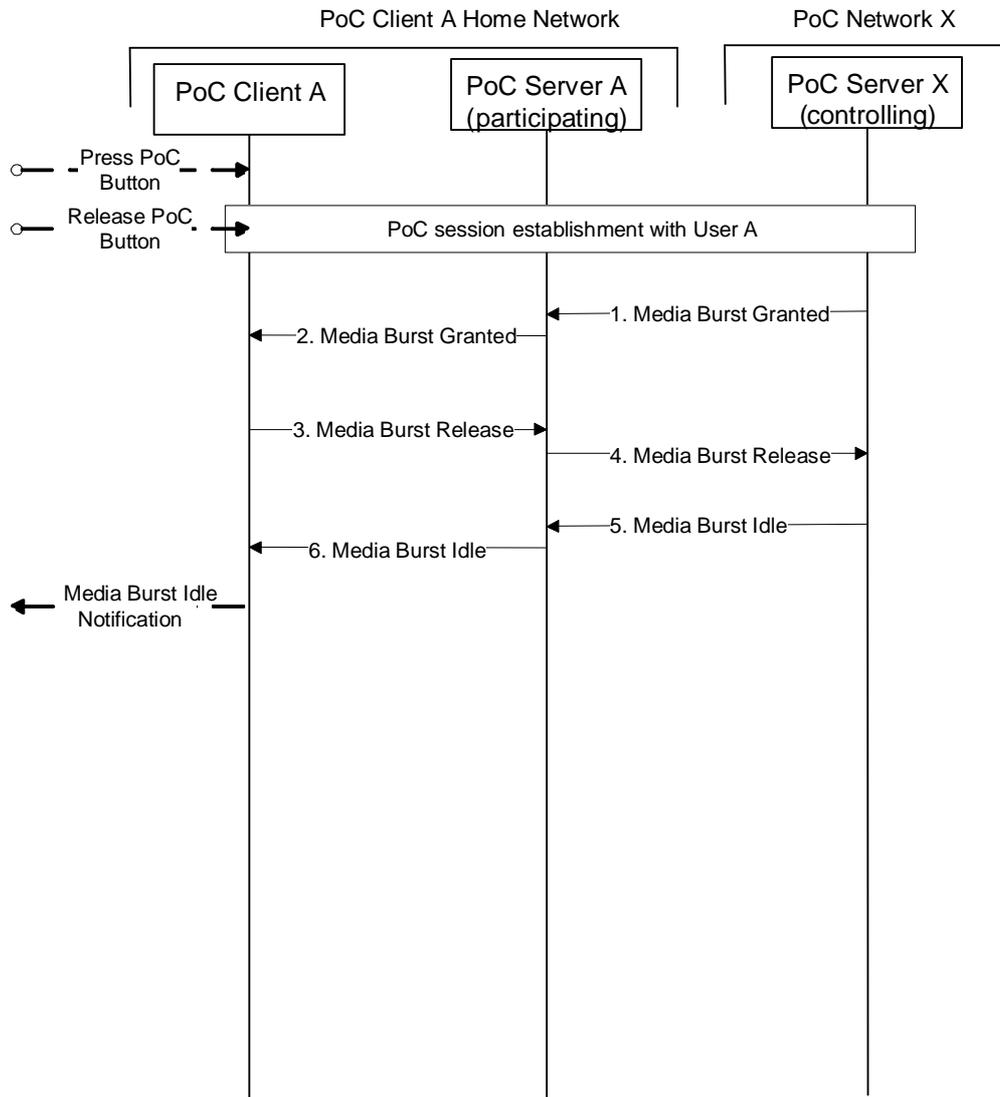 PoC Client A Home Network
PoC Network X
PoC Client A
PoC Server A
(participating)
PoC Server X
(controlling)
Press PoC
Button
Release PoC
Button
PoC session establishment with User A
1. Media Burst Granted
2. Media Burst Granted
3. Media Burst Release
4. Media Burst Release
5. Media Burst Idle
6. Media Burst Idle
Media Burst Idle
Notification